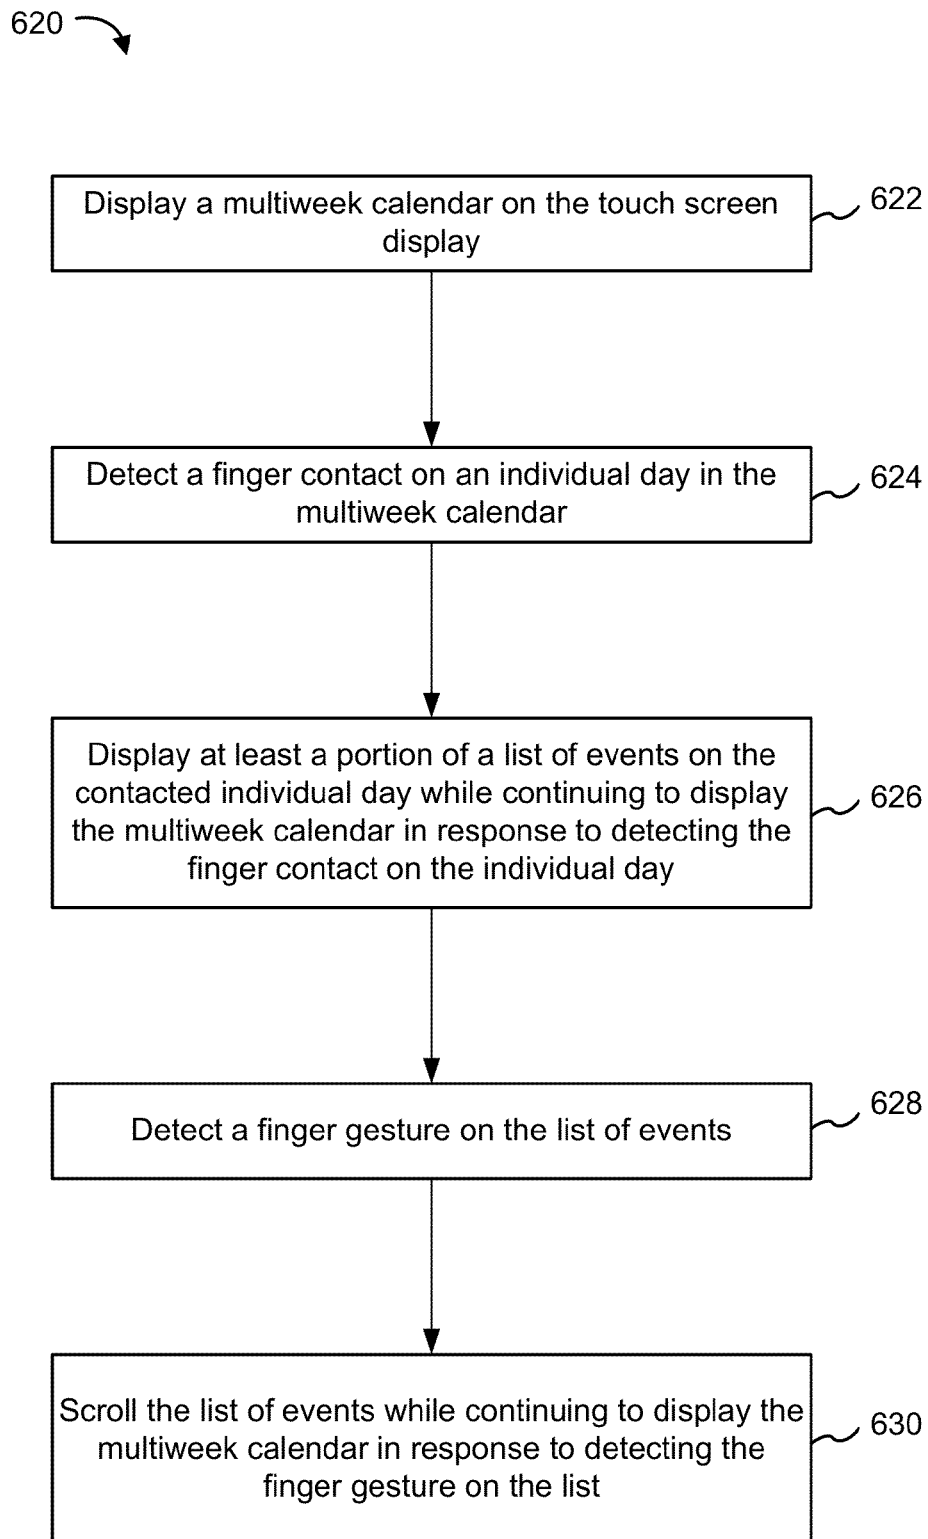 620
Display a multiweek calendar on the touch screen
display
622
Detect a finger contact on an individual day in the
multiweek calendar
624
Display at least a portion of a list of events on the
contacted individual day while continuing to display
the multiweek calendar in response to detecting the
finger contact on the individual day
626
Detect a finger gesture on the list of events
628
Scroll the list of events while continuing to display the
multiweek calendar in response to detecting the
finger gesture on the list
630